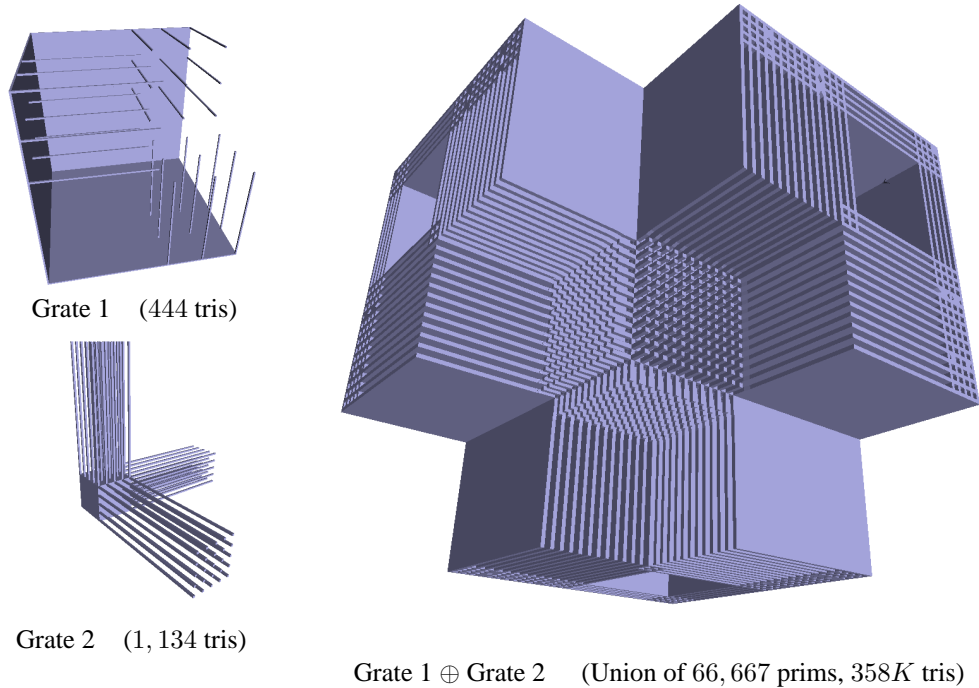 Grate 1 (444 tris)
Grate 2 (1, 134 tris)
Grate 1 ⊕ Grate 2 (Union of 66, 667 prims, 358K tris)